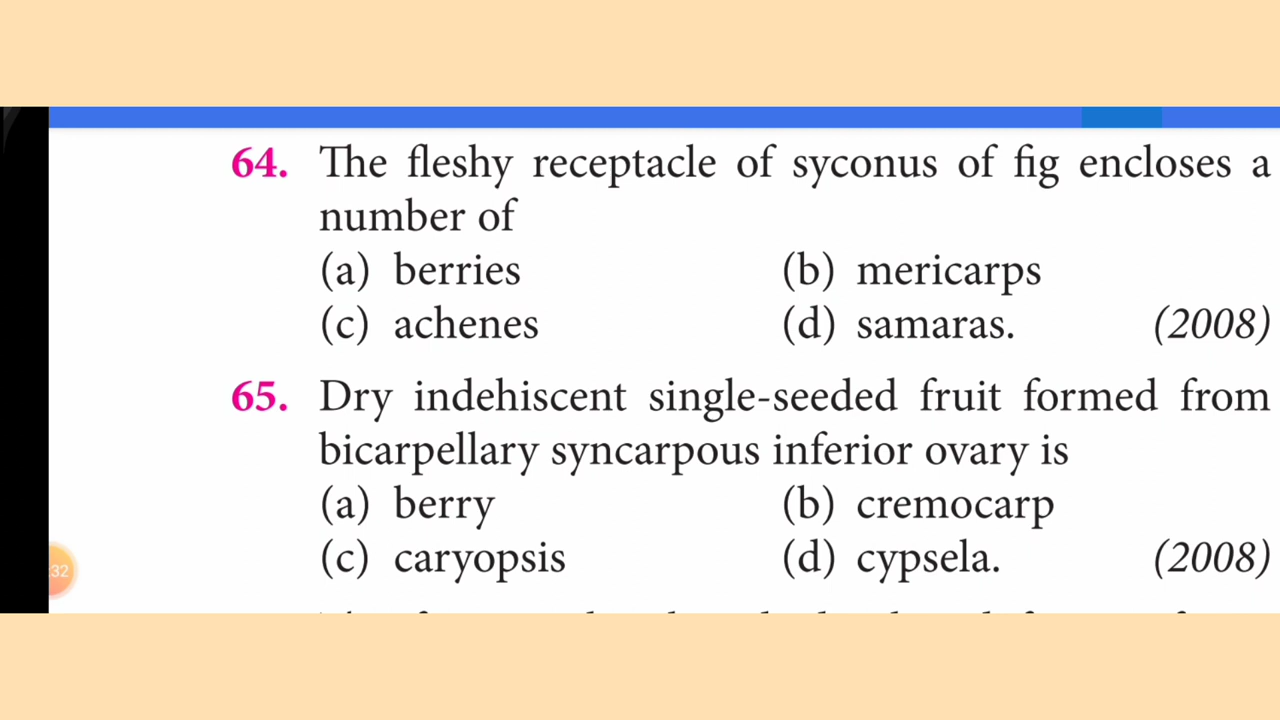 64. The fleshy receptacle of syconus of fig encloses a
number of
(a) berries (b) mericarps
(c) achenes (d) samaras. (2008)
65. Dry indehiscent single-seeded fruit formed from
bicarpellary syncarpous inferior ovary is
(a) berry (b) cremocarp
(c) caryopsis (d) cypsela. (2008)
:32